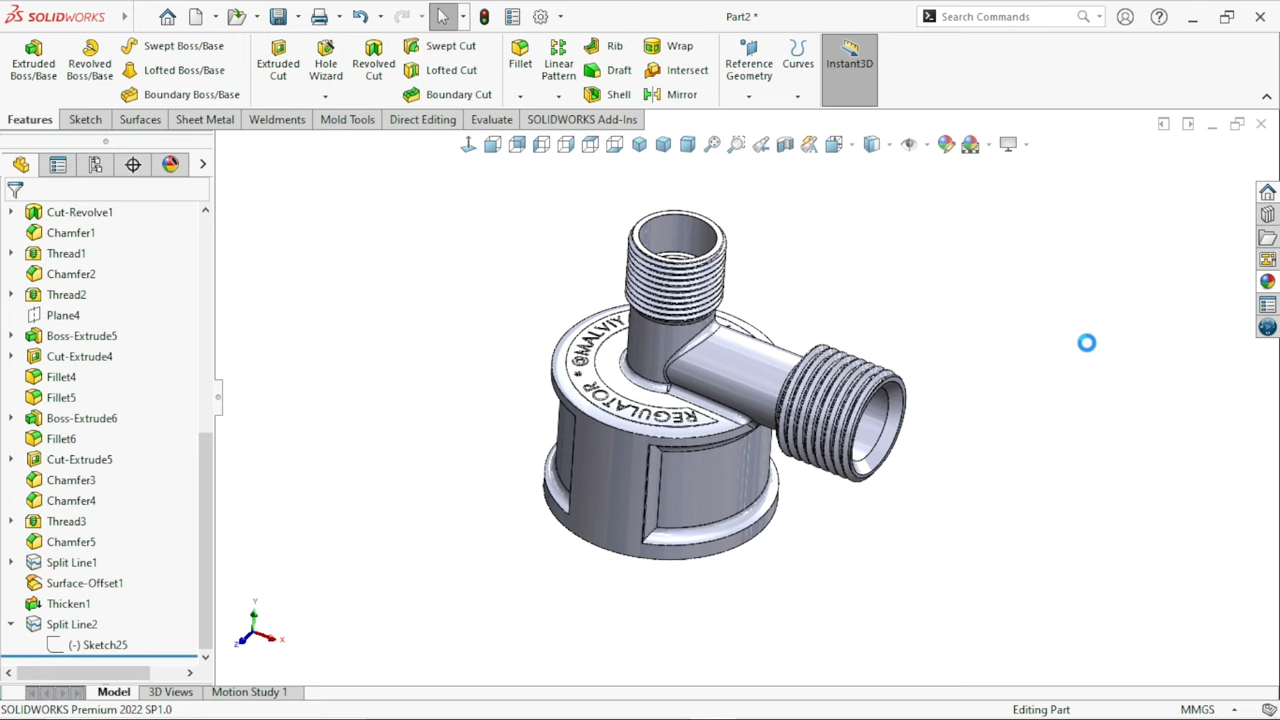 SOLIDWORKS
Part2 *
Search Commands
Extruded Boss/Base
Revolved Boss/Base
Swept Boss/Base
Lofted Boss/Base
Boundary Boss/Base
Extruded Cut
Hole Wizard
Revolved Cut
Swept Cut
Lofted Cut
Boundary Cut
Fillet
Linear Pattern
Rib
Draft
Shell
Wrap
Intersect
Mirror
Reference Geometry
Curves
Instant3D
Features
Sketch
Surfaces
Sheet Metal
Weldments
Mold Tools
Direct Editing
Evaluate
SOLIDWORKS Add-Ins
Cut-Revolve1
Chamfer1
Thread1
Chamfer2
Thread2
Plane4
Boss-Extrude5
Cut-Extrude4
Fillet4
Fillet5
Boss-Extrude6
Fillet6
Cut-Extrude5
Chamfer3
Chamfer4
Thread3
Chamfer5
Split Line1
Surface-Offset1
Thicken1
Split Line2
(-) Sketch25
REGULATOR * @MALVIY
Y
X
Z
Model
3D Views
Motion Study 1
SOLIDWORKS Premium 2022 SP1.0
Editing Part
MMGS